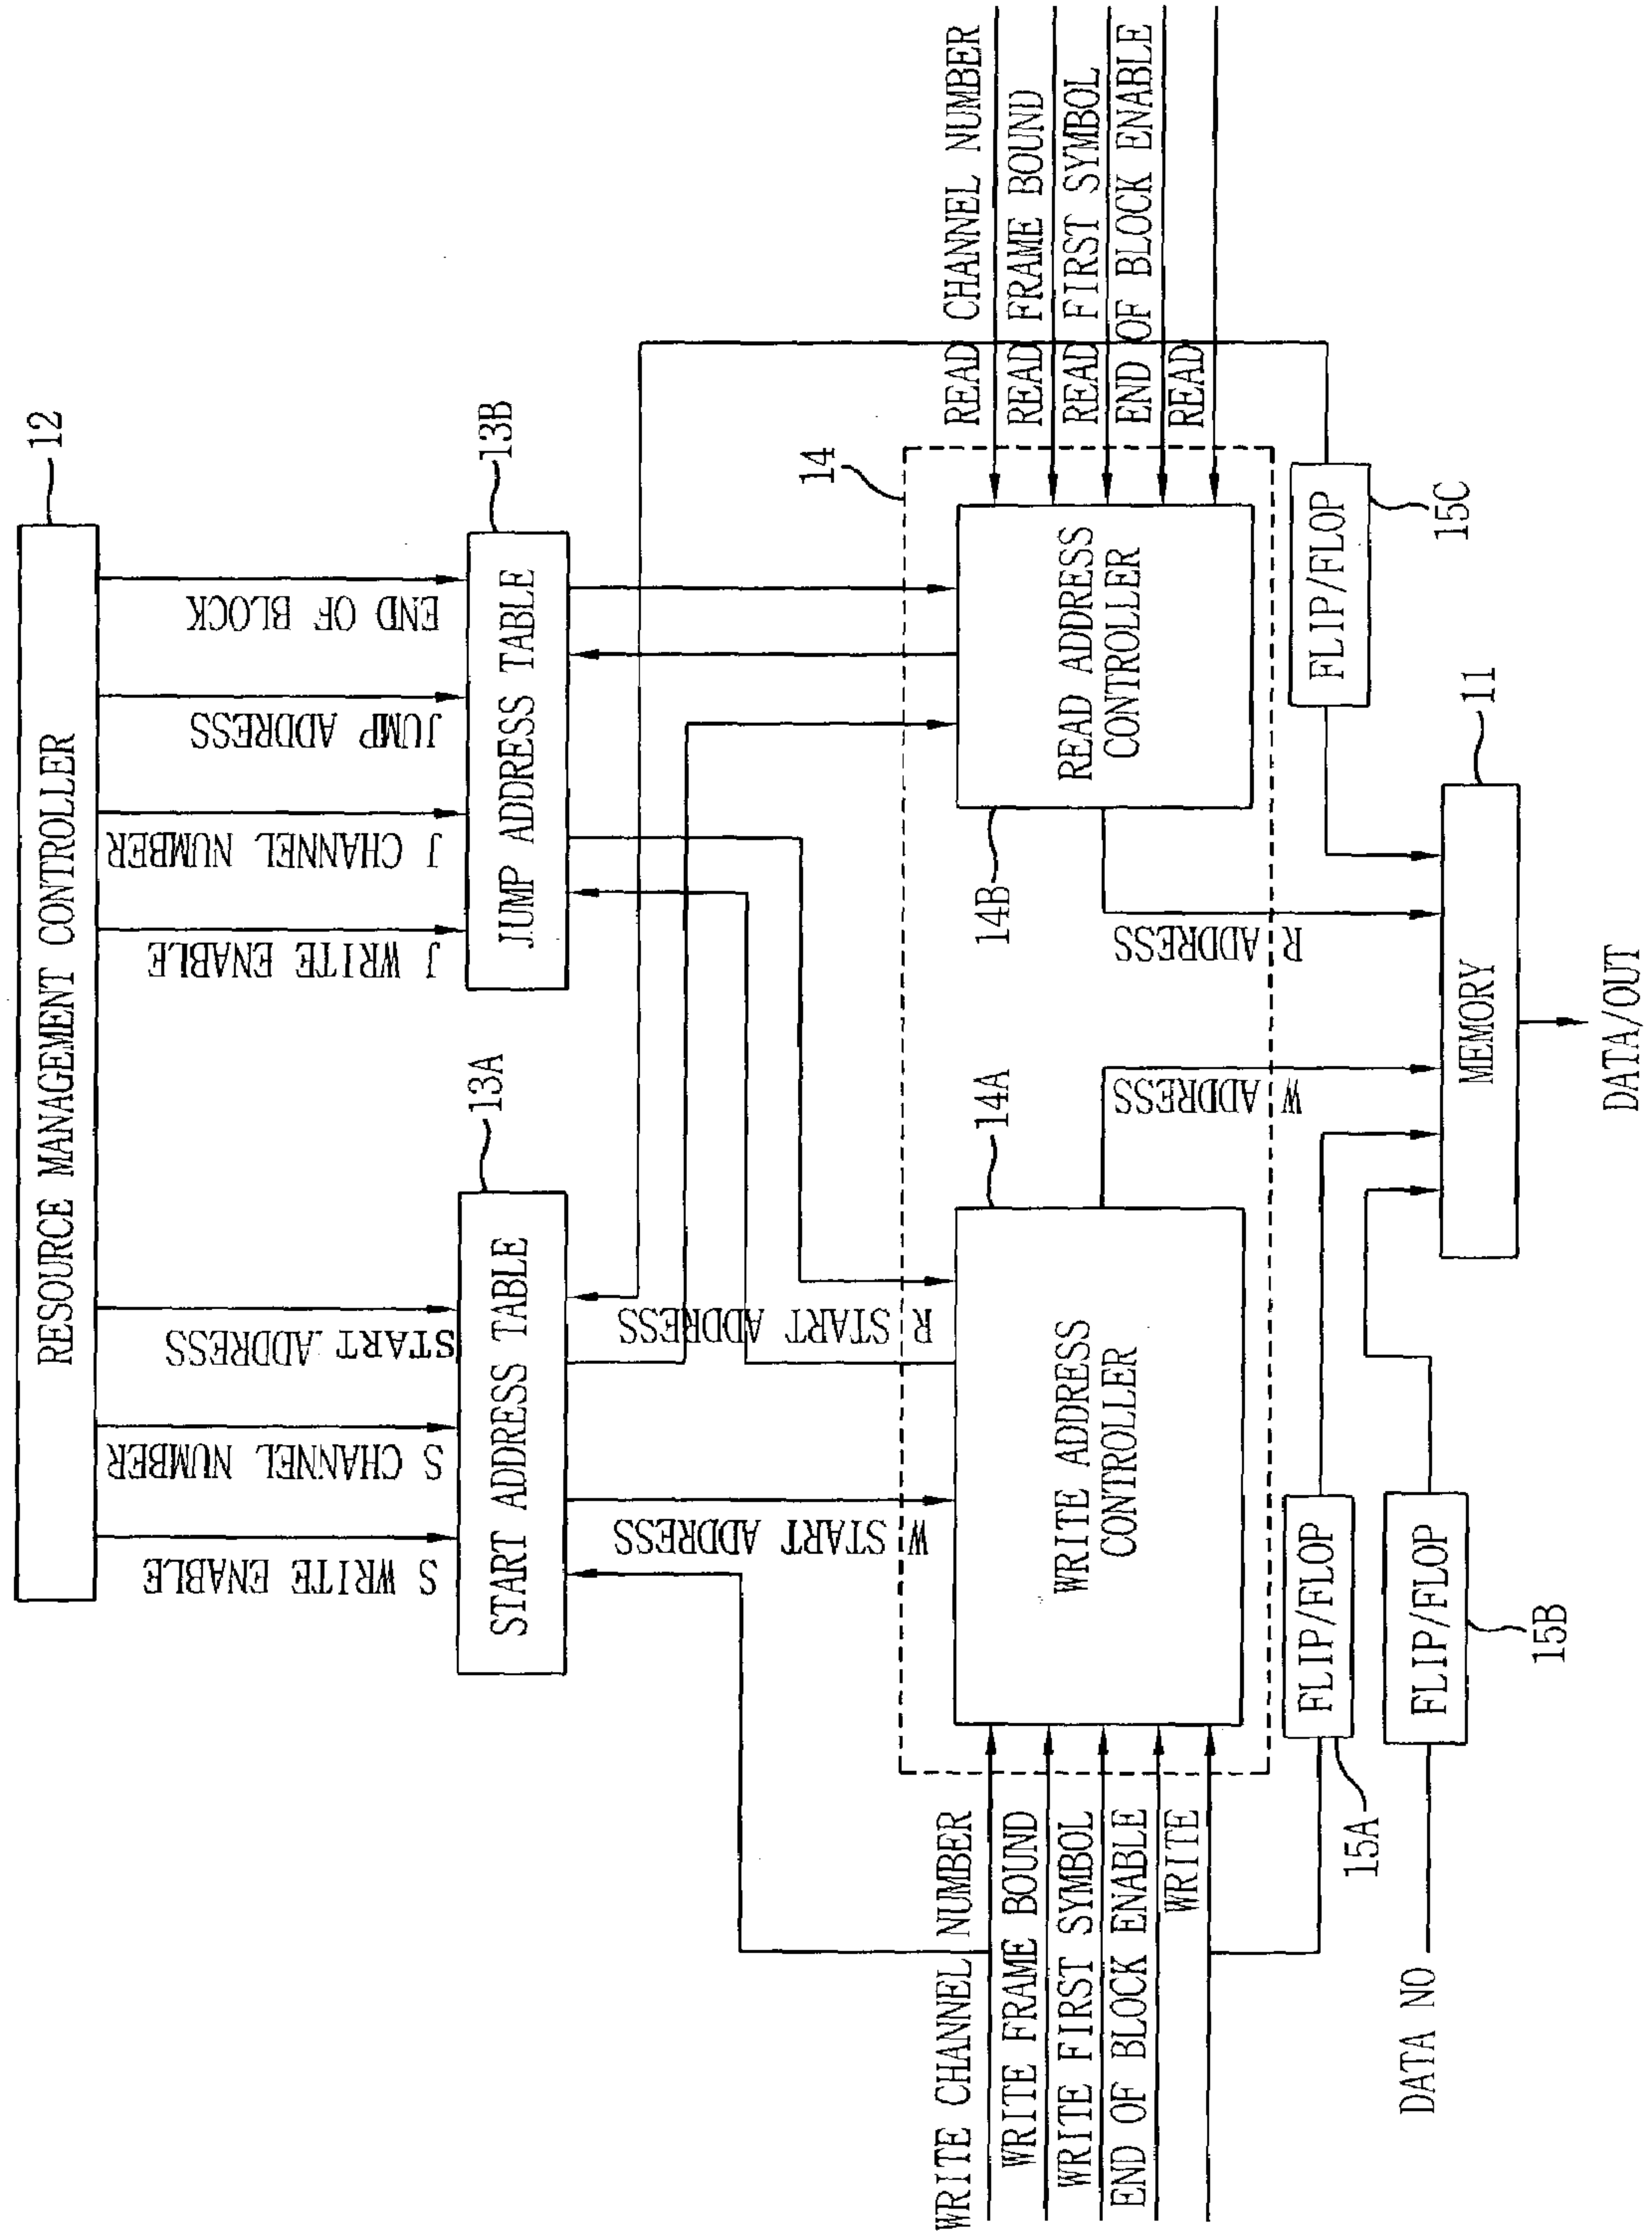 12
RESOURCE MANAGEMENT CONTROLLER
S WRITE ENABLE
S CHANNEL NUMBER
START ADDRESS
J WRITE ENABLE
J CHANNEL NUMBER
JUMP ADDRESS
END OF BLOCK
13A
START ADDRESS TABLE
13B
JUMP ADDRESS TABLE
W START ADDRESS
R START ADDRESS
14
14A
WRITE ADDRESS
CONTROLLER
14B
READ ADDRESS
CONTROLLER
WRITE CHANNEL NUMBER
WRITE FRAME BOUND
WRITE FIRST SYMBOL
END OF BLOCK ENABLE
WRITE
READ CHANNEL NUMBER
READ FRAME BOUND
READ FIRST SYMBOL
END OF BLOCK ENABLE
READ
W ADDRESS
R ADDRESS
FLIP/FLOP
15A
DATA NO
FLIP/FLOP
15B
FLIP/FLOP
15C
MEMORY
11
DATA/OUT